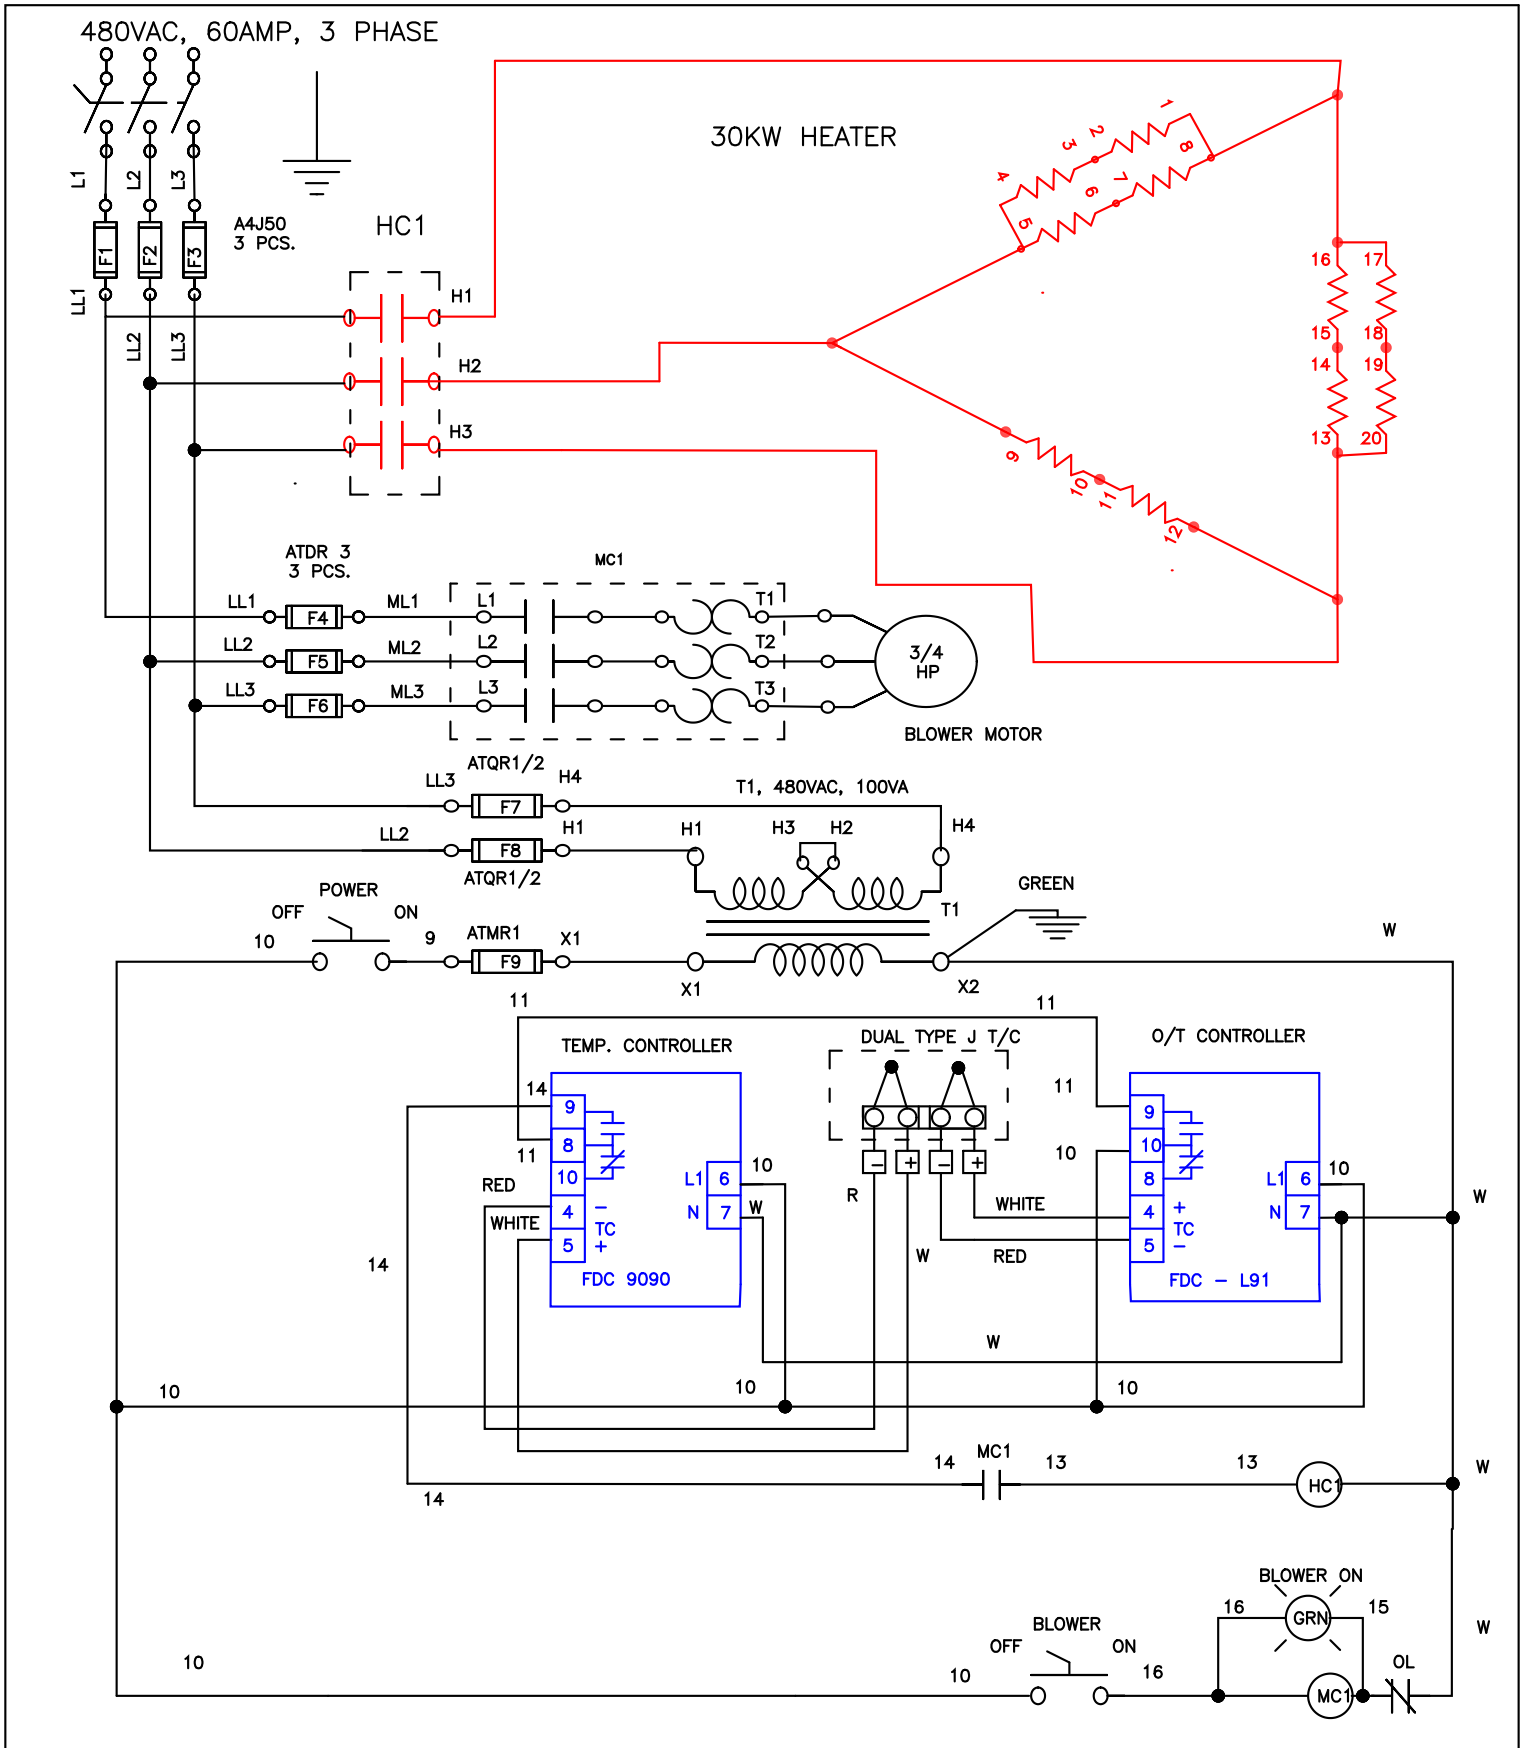 480VAC, 60AMP, 3 PHASE
30KW HEATER
1
2
3
4
5
6
7
8
L1
L2
L3
A4J50
3 PCS.
HC1
F1
F2
F3
LL1
LL2
LL3
H1
H2
H3
16
17
15
18
14
19
13
20
9
10
11
12
ATDR 3
3 PCS.
MC1
LL1
F4
ML1
L1
T1
LL2
F5
ML2
L2
T2
LL3
F6
ML3
L3
T3
3/4
HP
BLOWER MOTOR
ATQR1/2
LL3
F7
H4
T1, 480VAC, 100VA
LL2
F8
H1
H1
H3
H2
H4
ATQR1/2
POWER
OFF
ON
10
9
ATMR1
F9
X1
X1
T1
X2
GREEN
W
11
11
TEMP. CONTROLLER
DUAL TYPE J T/C
O/T CONTROLLER
14
9
11
8
10
RED
4
-
WHITE
TC
5
+
L1
6
10
N
7
W
FDC 9090
-
+
-
+
R
W
WHITE
RED
11
9
10
10
8
4
+
TC
5
-
L1
6
10
N
7
FDC - L91
W
14
W
10
10
10
14
14
MC1
13
13
HC1
W
BLOWER ON
16
GRN
15
W
BLOWER
OFF
ON
10
10
16
MC1
OL